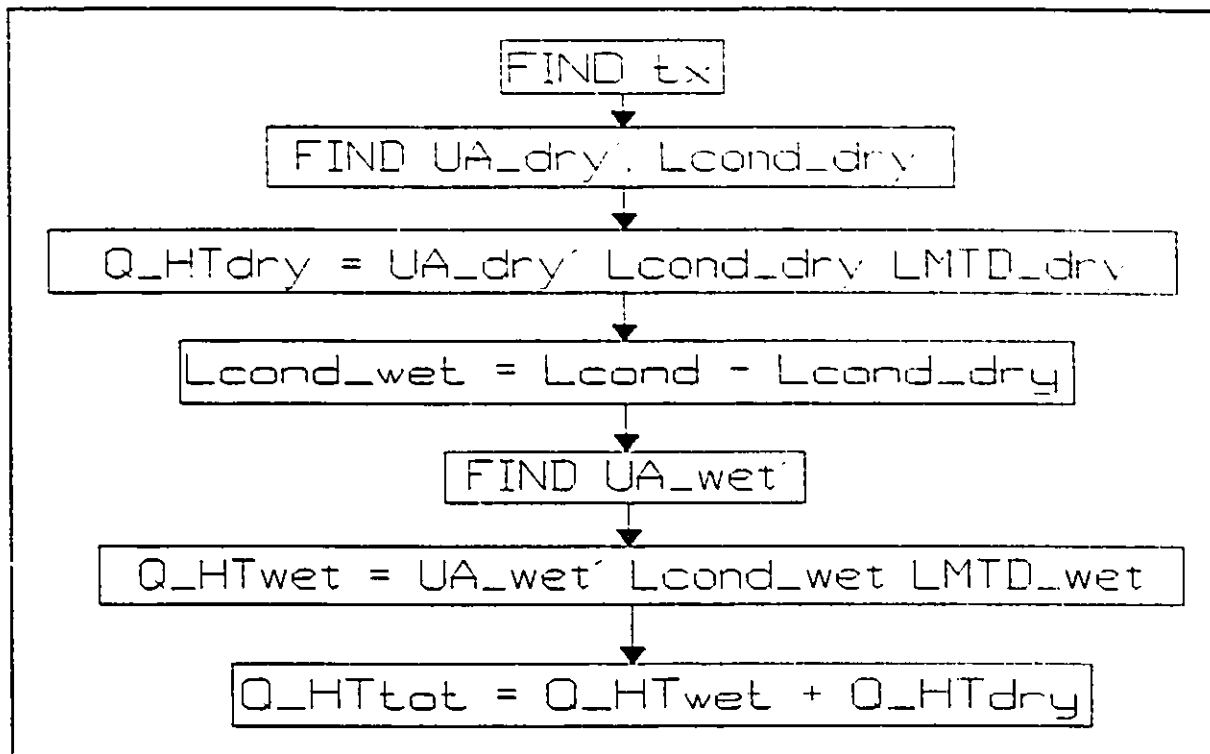 FIND tx
FIND UA_dry', Lcond_dry
Q_HTdry = UA_dry' Lcond_dry LMTD_dry
Lcond_wet = Lcond - Lcond_dry
FIND UA_wet'
Q_HTwet = UA_wet' Lcond_wet LMTD_wet
Q_HTtot = Q_HTwet + Q_HTdry